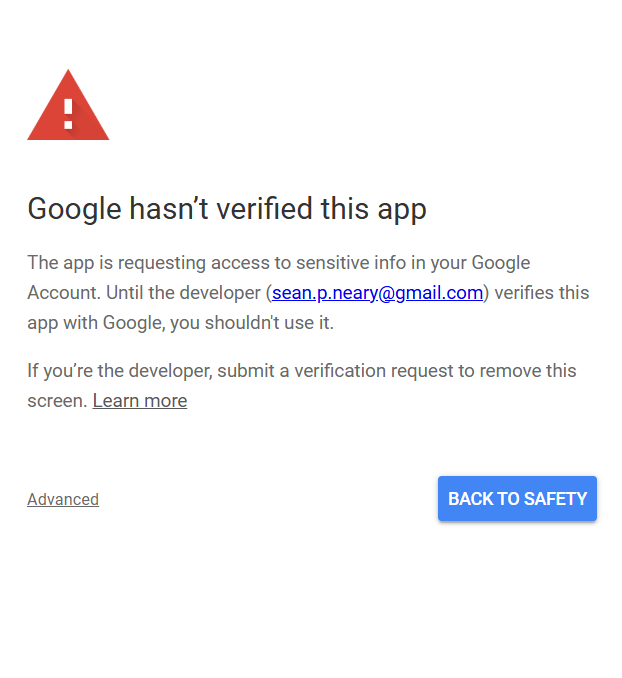 Google hasn’t verified this app
The app is requesting access to sensitive info in your Google
Account. Until the developer (sean.p.neary@gmail.com) verifies this
app with Google, you shouldn't use it.
If you’re the developer, submit a verification request to remove this
screen. Learn more
Advanced
BACK TO SAFETY